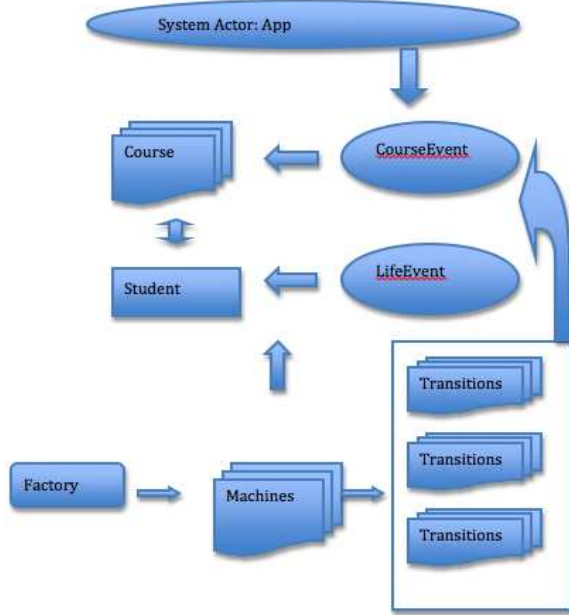 System Actor: App
Course
CourseEvent
Student
LifeEvent
Transitions
Transitions
Factory
Machines
Transitions